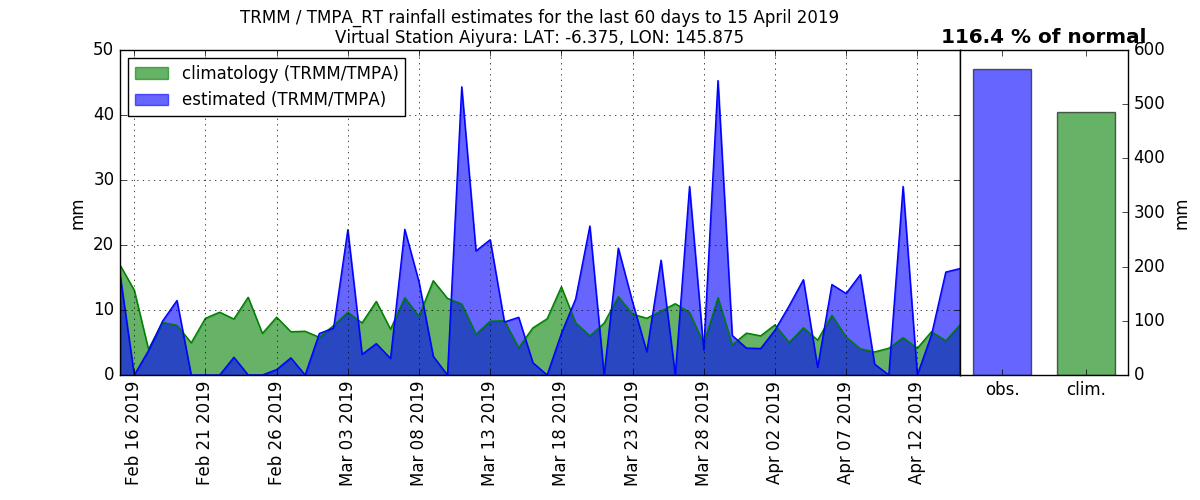 TRMM / TMPA_RT rainfall estimates for the last 60 days to 15 April 2019
Virtual Station Aiyura: LAT: -6.375, LON: 145.875
116.4 % of normal
climatology (TRMM/TMPA)
estimated (TRMM/TMPA)
mm
50
40
30
20
10
0
Feb 16 2019
Feb 21 2019
Feb 26 2019
Mar 03 2019
Mar 08 2019
Mar 13 2019
Mar 18 2019
Mar 23 2019
Mar 28 2019
Apr 02 2019
Apr 07 2019
Apr 12 2019
obs.
clim.
600
500
400
300
200
100
0
mm